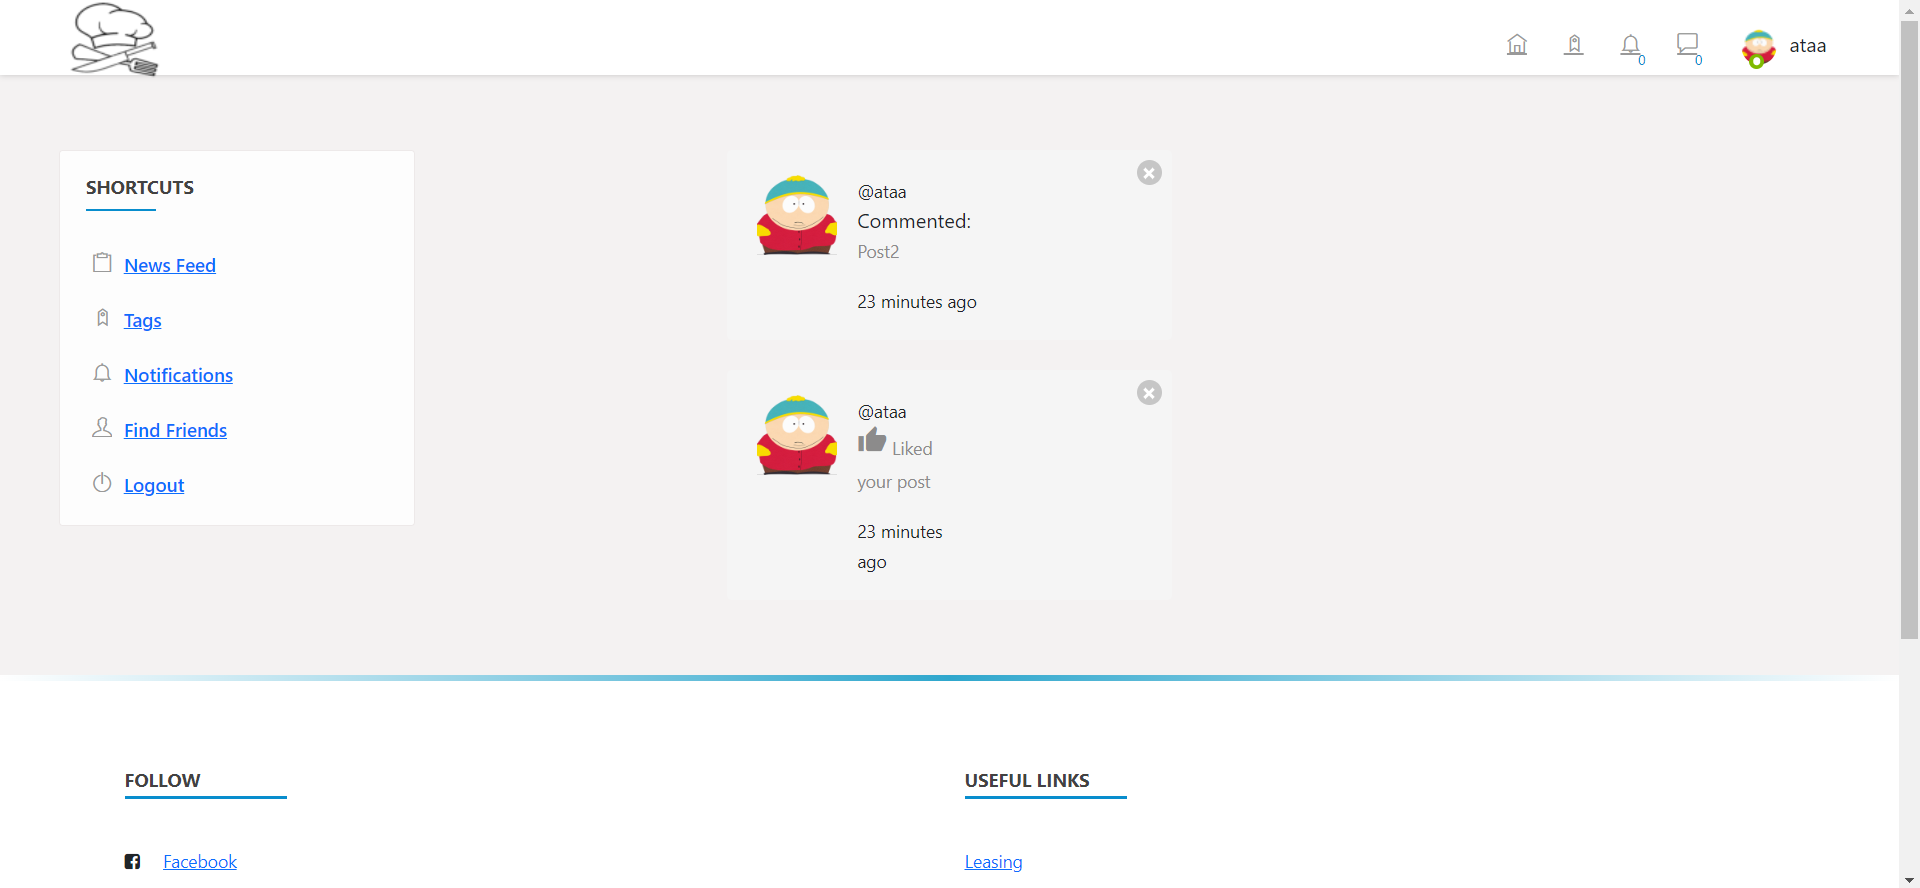 0
0
ataa
SHORTCUTS
News Feed
Tags
Notifications
Find Friends
Logout
@ataa
Commented:
Post2
23 minutes ago
@ataa
Liked
your post
23 minutes
ago
FOLLOW
Facebook
USEFUL LINKS
Leasing